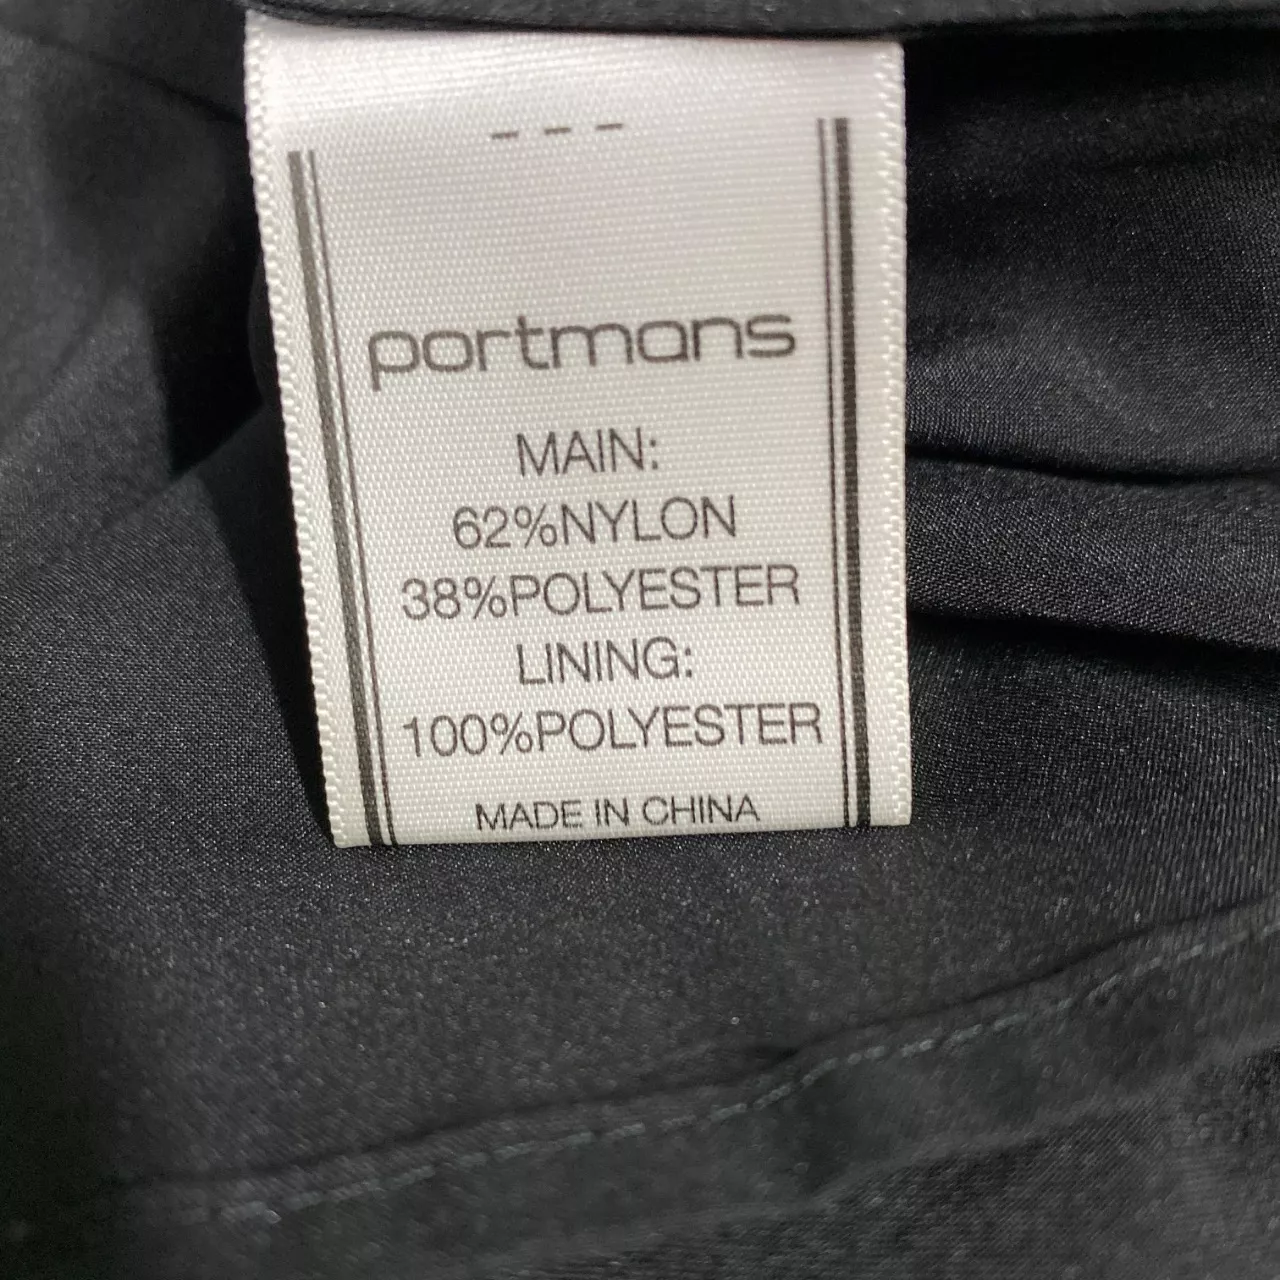 portmans
MAIN:
62%NYLON
38%POLYESTER
LINING:
100%POLYESTER
MADE IN CHINA